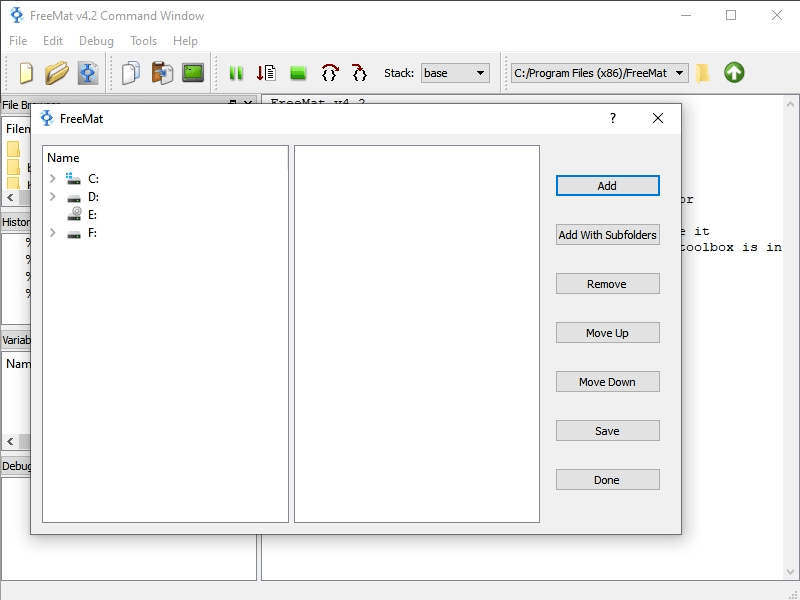 FreeMat v4.2 Command Window
File Edit Debug Tools Help
Stack: base C:/Program Files (x86)/FreeMat
File
FreeMat v4.2
FreeMat
?
Name
C:
D:
E:
F:
Add
Add With Subfolders
Remove
Move Up
Move Down
Save
Done
Filen
Histor
%
%
%
%
Variab
Nam
Debug
or
e it
toolbox is in